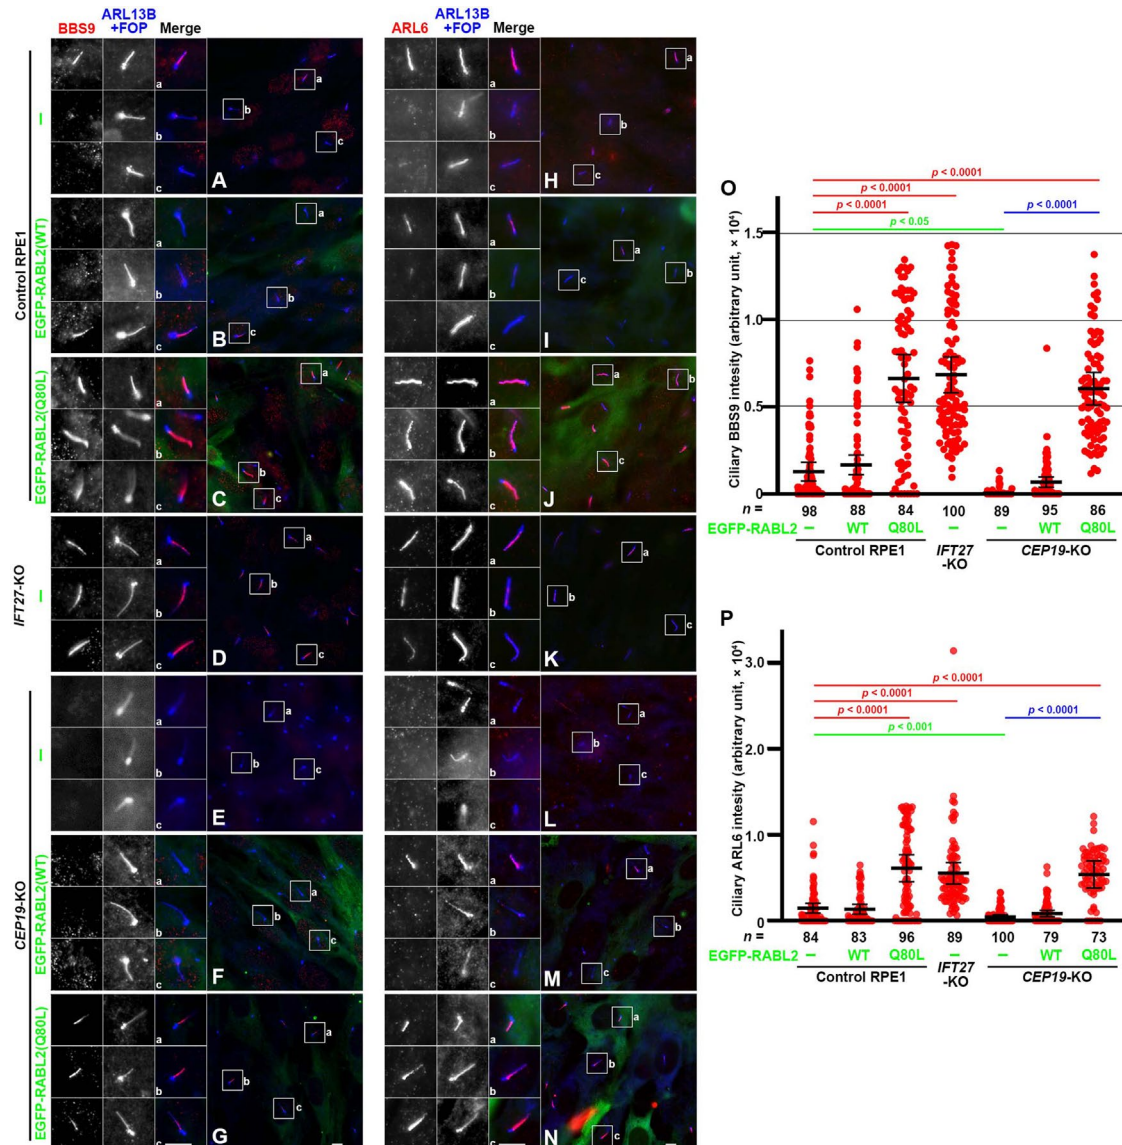 BBS9 ARL13B +FOP Merge
ARL6 ARL13B +FOP Merge
Control RPE1
–
a
b
c
a
b
c
A
a
b
c
a
b
c
H
EGFP-RABL2(WT)
a
b
c
a
b
c
B
a
b
c
a
b
c
I
EGFP-RABL2(Q80L)
a
b
c
a
b
c
C
a
b
c
a
b
c
J
IFT27-KO
–
a
b
c
a
b
c
D
a
b
c
a
b
c
K
CEP19-KO
–
a
b
c
a
b
c
E
a
b
c
a
b
c
L
EGFP-RABL2(WT)
a
b
c
a
b
c
F
a
b
c
a
b
c
M
EGFP-RABL2(Q80L)
a
b
c
a
b
c
G
a
b
c
a
b
c
N
O
p < 0.0001
p < 0.0001
p < 0.0001 p < 0.0001
p < 0.05
Ciliary BBS9 intesity (arbitrary unit, × 10⁴)
1.5
1.0
0.5
0
n = 98 88 84 100 89 95 86
EGFP-RABL2 – WT Q80L – – WT Q80L
Control RPE1 IFT27 -KO CEP19-KO
P
p < 0.0001
p < 0.0001
p < 0.0001 p < 0.0001
p < 0.001
Ciliary ARL6 intesity (arbitrary unit, × 10⁴)
3.0
2.0
1.0
0
n = 84 83 96 89 100 79 73
EGFP-RABL2 – WT Q80L – – WT Q80L
Control RPE1 IFT27 -KO CEP19-KO